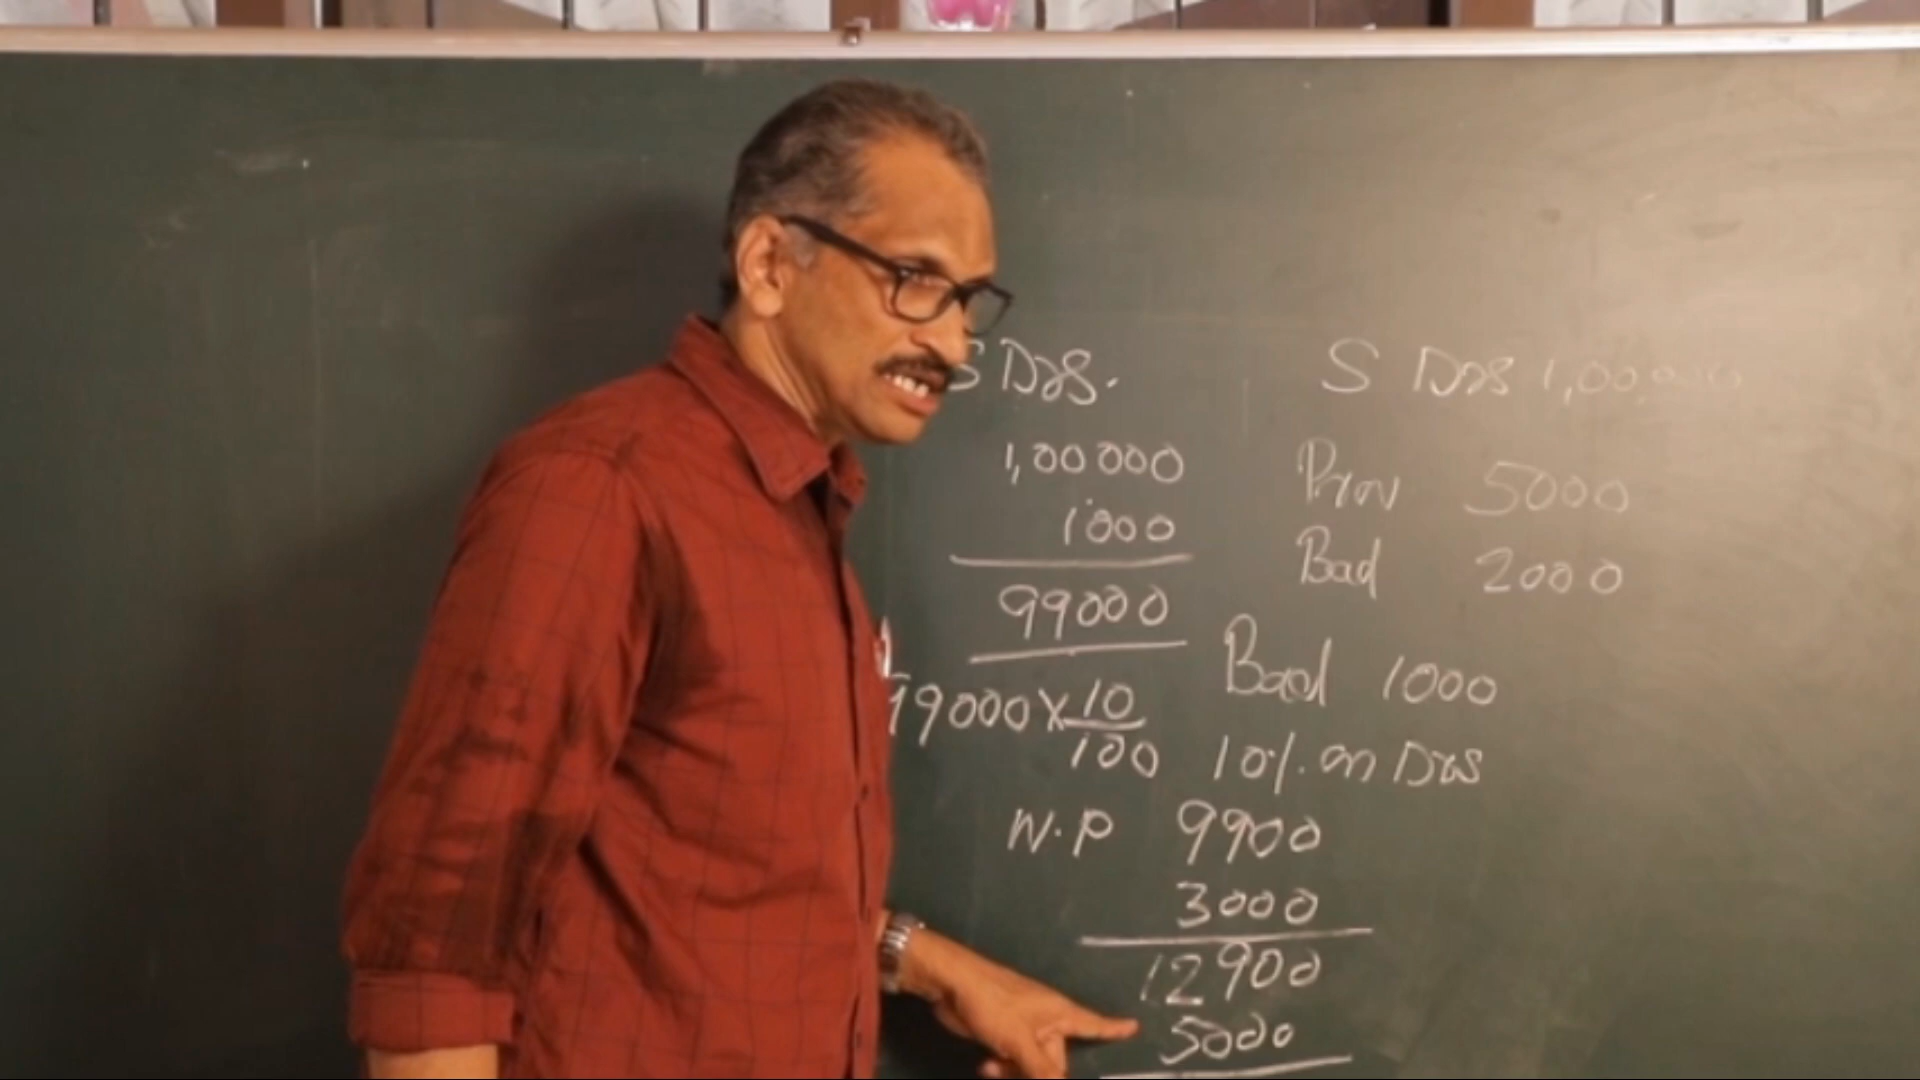 S Drs.
1,00000
1000
99000
99000 X 10/100
S Drs 1,00,000
Prov 5000
Bad 2000
Bad 1000
10% on Drs
N.P 9900
3000
12900
5000